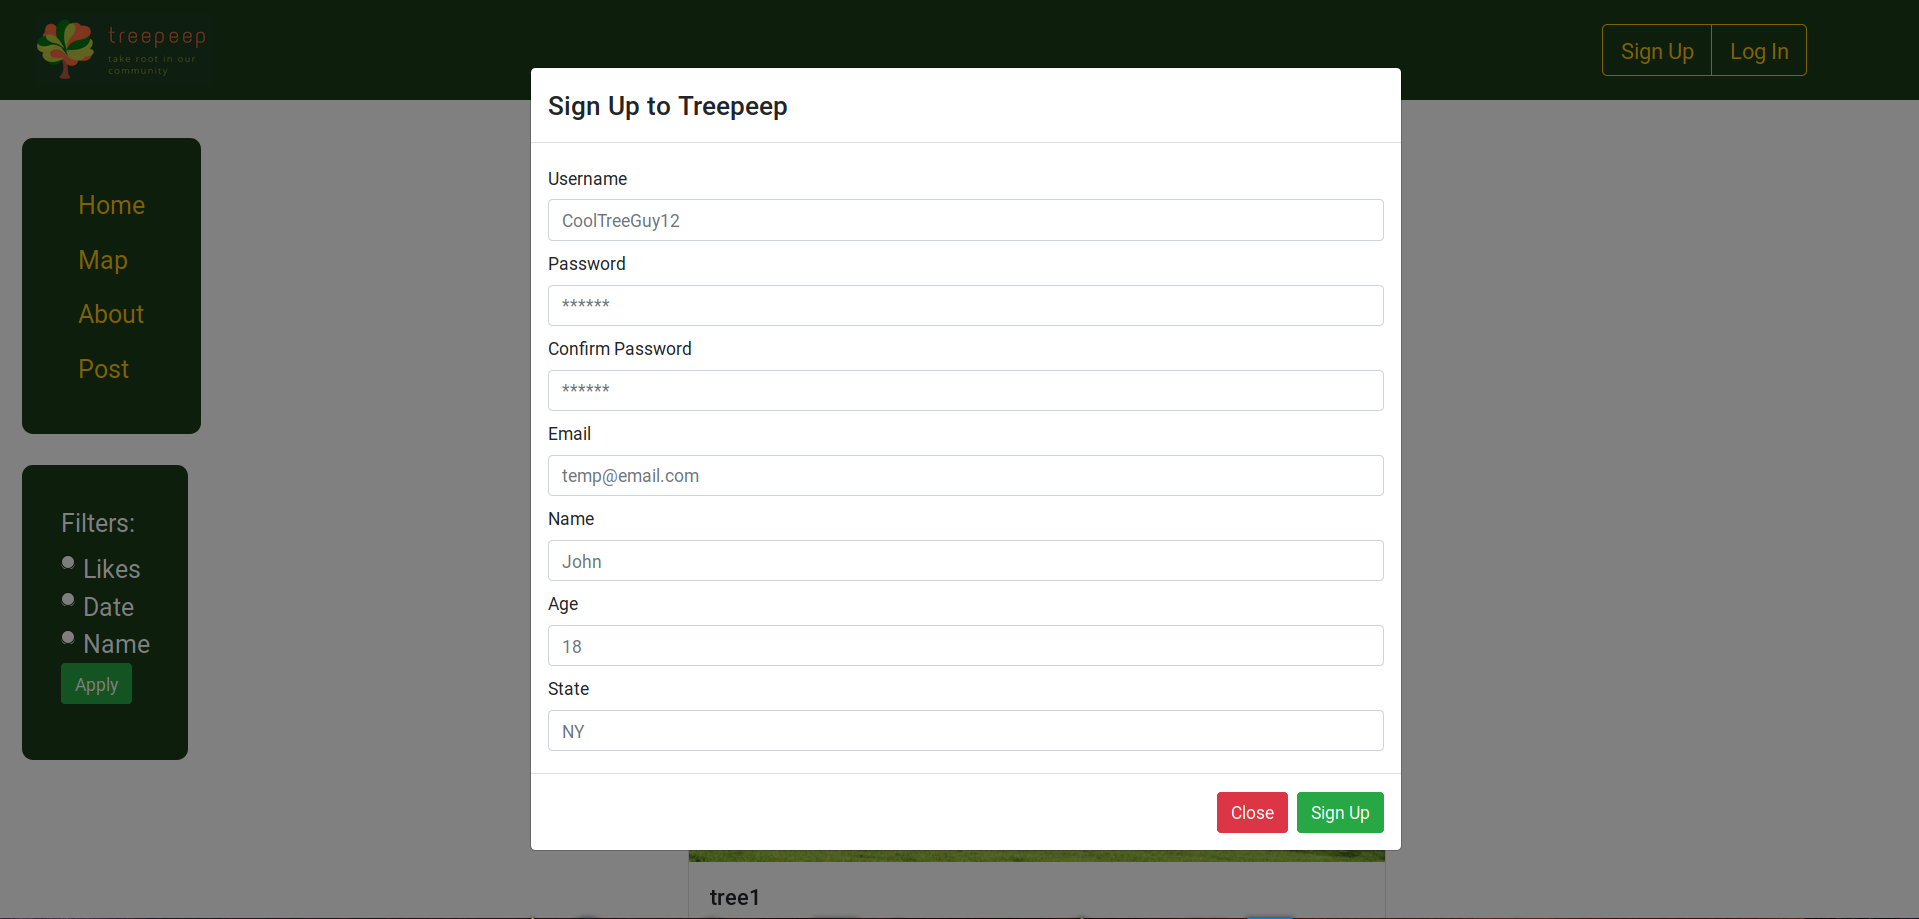 treepeep
take root in our
community
Sign Up
Log In
Home
Map
About
Post
Filters:
Likes
Date
Name
Apply
Sign Up to Treepeep
Username
CoolTreeGuy12
Password
******
Confirm Password
******
Email
temp@email.com
Name
John
Age
18
State
NY
Close
Sign Up
tree1